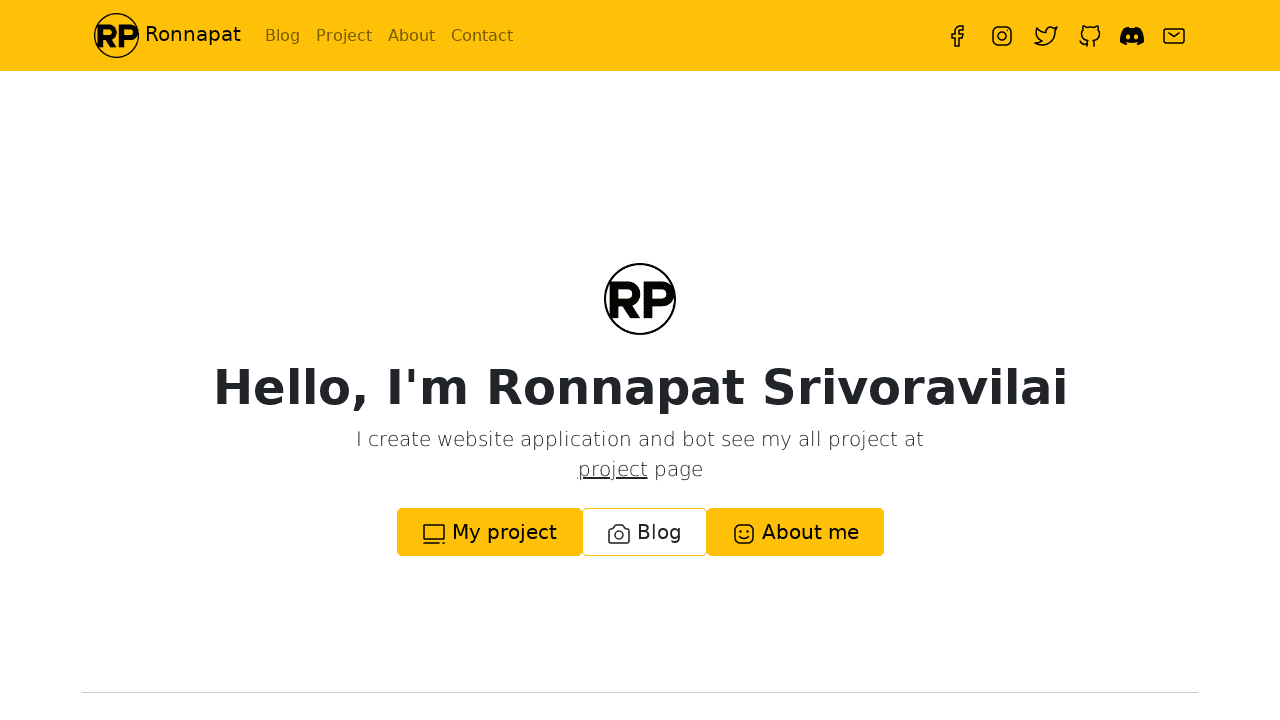 RP Ronnapat Blog Project About Contact
RP
Hello, I'm Ronnapat Srivoravilai
I create website application and bot see my all project at
project page
My project Blog About me